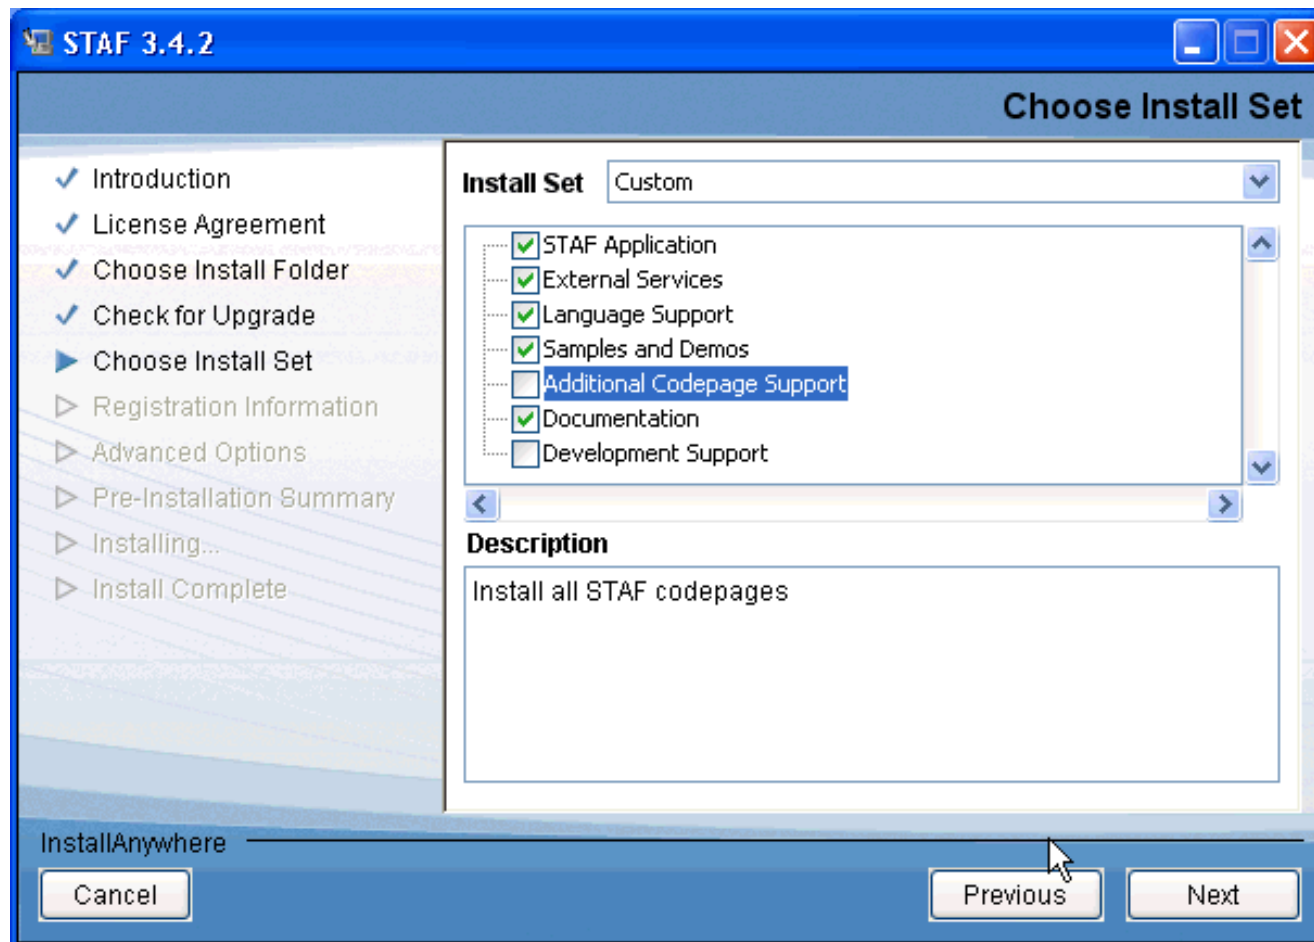 STAF 3.4.2
Choose Install Set
Introduction
License Agreement
Choose Install Folder
Check for Upgrade
Choose Install Set
Registration Information
Advanced Options
Pre-Installation Summary
Installing...
Install Complete
Install Set Custom
STAF Application
External Services
Language Support
Samples and Demos
Additional Codepage Support
Documentation
Development Support
Description
Install all STAF codepages
InstallAnywhere
Cancel Previous Next